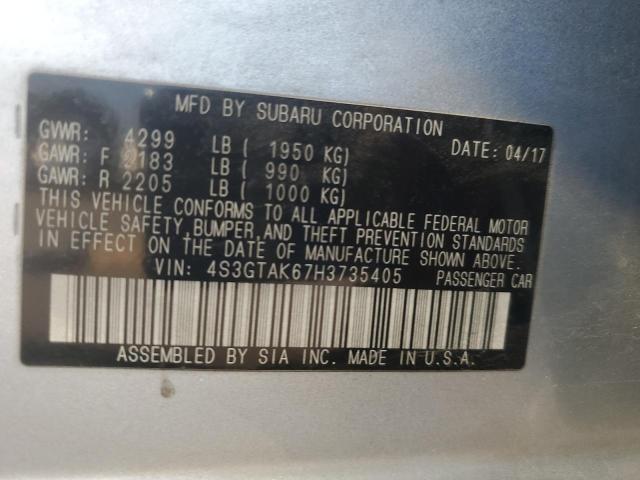 MFD BY SUBARU CORPORATION
GVWR: 4299 LB ( 1950 KG) DATE: 04/17
GAWR: F 2183 LB ( 990 KG)
GAWR: R 2205 LB ( 1000 KG)
THIS VEHICLE CONFORMS TO ALL APPLICABLE FEDERAL MOTOR
VEHICLE SAFETY, BUMPER, AND THEFT PREVENTION STANDARDS
IN EFFECT ON THE DATE OF MANUFACTURE SHOWN ABOVE.
VIN: 4S3GTAK67H3735405 PASSENGER CAR
ASSEMBLED BY SIA INC. MADE IN U.S.A.